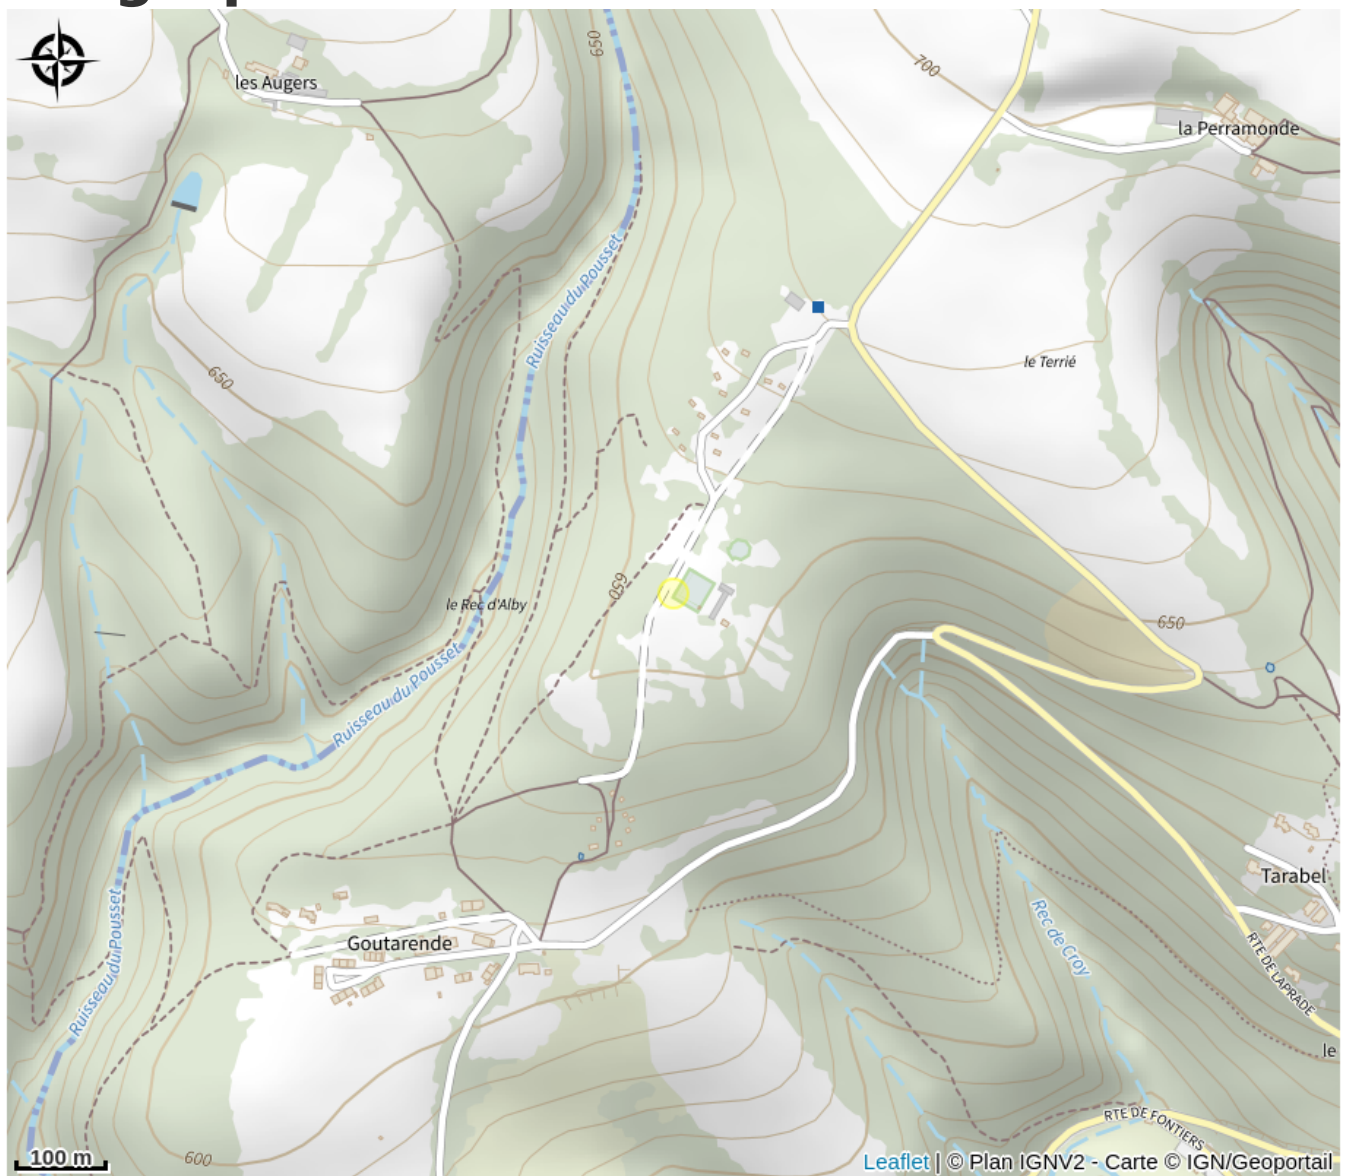 650
700
les Augers
la Perramonde
Ruisseau du Pousset
le Terrié
650
650
le Rec d'Alby
650
Ruisseau du Pousset
Tarabel
Ruisseau du Pousset
Rec de Croy
Goutarende
RTE DE LAPRADE
le
RTE DE FONTIERS
600
100 m
Leaflet | © Plan IGNV2 - Carte © IGN/Geoportail